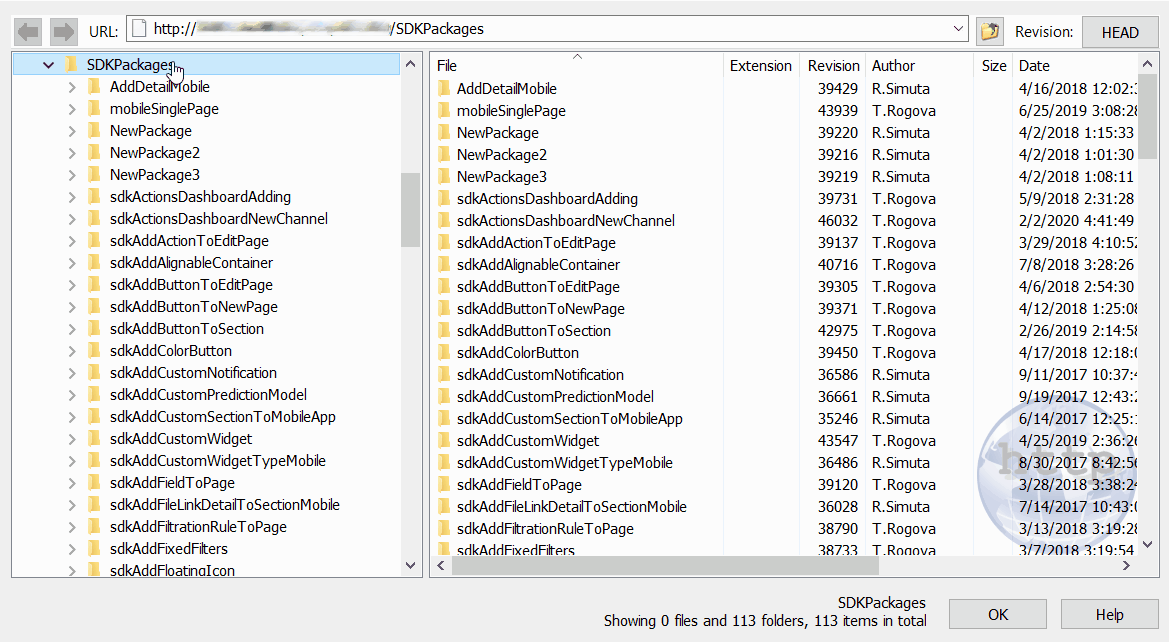 URL: http:// /SDKPackages Revision: HEAD
SDKPackages
AddDetailMobile
mobileSinglePage
NewPackage
NewPackage2
NewPackage3
sdkActionsDashboardAdding
sdkActionsDashboardNewChannel
sdkAddActionToEditPage
sdkAddAlignableContainer
sdkAddButtonToEditPage
sdkAddButtonToNewPage
sdkAddButtonToSection
sdkAddColorButton
sdkAddCustomNotification
sdkAddCustomPredictionModel
sdkAddCustomSectionToMobileApp
sdkAddCustomWidget
sdkAddCustomWidgetTypeMobile
sdkAddFieldToPage
sdkAddFileLinkDetailToSectionMobile
sdkAddFiltrationRuleToPage
sdkAddFixedFilters
sdkAddFloatingIcon
File Extension Revision Author Size Date
AddDetailMobile 39429 R.Simuta 4/16/2018 12:02:
mobileSinglePage 43939 T.Rogova 6/25/2019 3:08:28
NewPackage 39220 R.Simuta 4/2/2018 1:15:33
NewPackage2 39216 R.Simuta 4/2/2018 1:01:30
NewPackage3 39219 R.Simuta 4/2/2018 1:08:11
sdkActionsDashboardAdding 39731 T.Rogova 5/9/2018 2:31:28
sdkActionsDashboardNewChannel 46032 T.Rogova 2/2/2020 4:41:49
sdkAddActionToEditPage 39137 T.Rogova 3/29/2018 4:10:52
sdkAddAlignableContainer 40716 T.Rogova 7/8/2018 3:28:26
sdkAddButtonToEditPage 39305 T.Rogova 4/6/2018 2:54:30
sdkAddButtonToNewPage 39371 T.Rogova 4/12/2018 1:25:08
sdkAddButtonToSection 42975 T.Rogova 2/26/2019 2:14:58
sdkAddColorButton 39450 T.Rogova 4/17/2018 12:18:
sdkAddCustomNotification 36586 R.Simuta 9/11/2017 10:37:
sdkAddCustomPredictionModel 36661 R.Simuta 9/19/2017 12:43:
sdkAddCustomSectionToMobileApp 35246 R.Simuta 6/14/2017 12:25:
sdkAddCustomWidget 43547 T.Rogova 4/25/2019 2:36:26
sdkAddCustomWidgetTypeMobile 36486 R.Simuta 8/30/2017 8:42:56
sdkAddFieldToPage 39120 T.Rogova 3/28/2018 3:38:24
sdkAddFileLinkDetailToSectionMobile 36028 R.Simuta 7/14/2017 10:43:
sdkAddFiltrationRuleToPage 38790 T.Rogova 3/13/2018 3:19:28
sdkAddFixedFilters 38733 T.Rogova 3/7/2018 3:19:54
http
SDKPackages
Showing 0 files and 113 folders, 113 items in total
OK Help